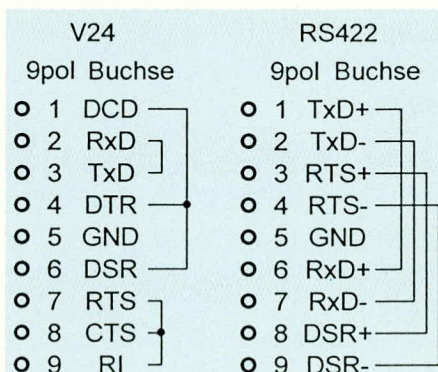 V24
9pol Buchse
1 DCD
2 RxD
3 TxD
4 DTR
5 GND
6 DSR
7 RTS
8 CTS
9 RI
RS422
9pol Buchse
1 TxD+
2 TxD-
3 RTS+
4 RTS-
5 GND
6 RxD+
7 RxD-
8 DSR+
9 DSR-